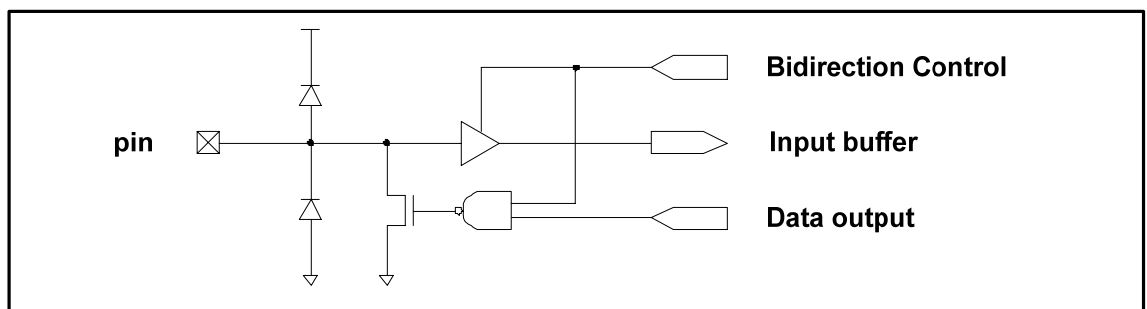 Bidirection Control
pin
Input buffer
Data output